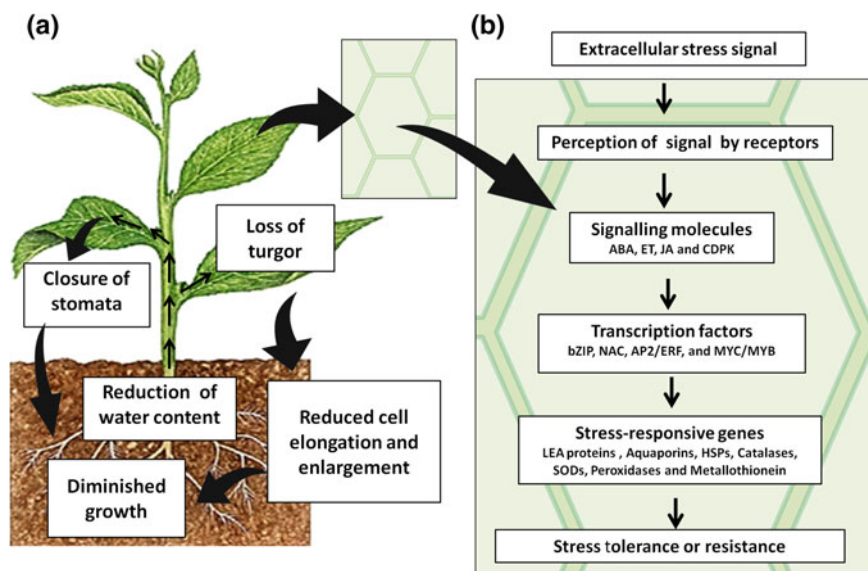 (a)
Loss of
turgor
Closure of
stomata
Reduction of
water content
Reduced cell
elongation and
enlargement
Diminished
growth
(b)
Extracellular stress signal
Perception of signal by receptors
Signalling molecules
ABA, ET, JA and CDPK
Transcription factors
bZIP, NAC, AP2/ERF, and MYC/MYB
Stress-responsive genes
LEA proteins , Aquaporins, HSPs, Catalases,
SODs, Peroxidases and Metallothionein
Stress tolerance or resistance